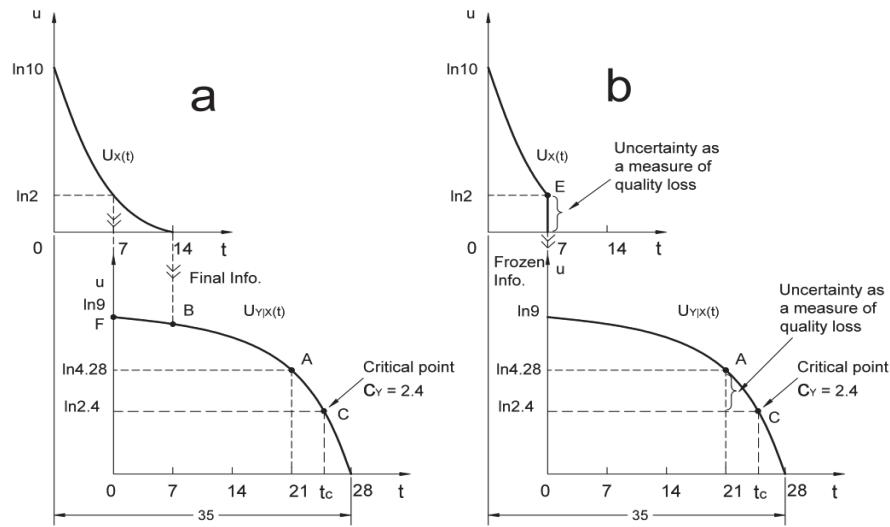 u
ln10
a
Ux(t)
ln2
0
7
14
t
u
Final Info.
ln9
F
B
UY|X(t)
A
ln4.28
Critical point
CY = 2.4
ln2.4
C
0
7
14
21
tc
28
t
35
u
ln10
b
Uncertainty as
a measure of
quality loss
Ux(t)
E
ln2
0
7
14
t
Frozen
Info.
u
Uncertainty as
a measure of
quality loss
ln9
UY|X(t)
A
ln4.28
Critical point
CY = 2.4
ln2.4
C
0
7
14
21
tc
28
t
35